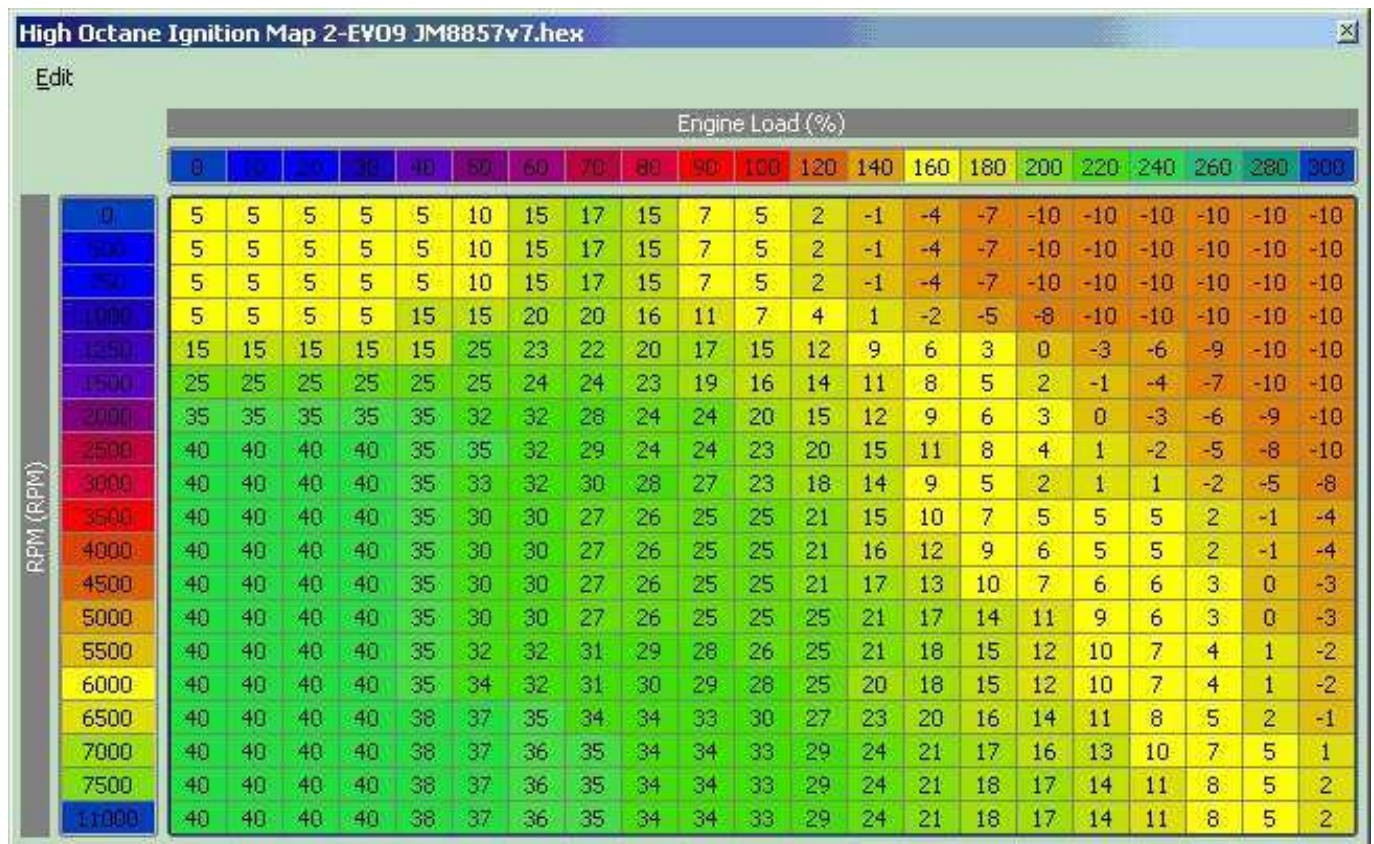 High Octane Ignition Map 2-EVO9 JM8857v7.hex
Edit
Engine Load (%)
0 10 20 30 40 50 60 70 80 90 100 120 140 160 180 200 220 240 260 280 300
RPM (RPM)
0 5 5 5 5 5 10 15 17 15 7 5 2 -1 -4 -7 -10 -10 -10 -10 -10 -10
500 5 5 5 5 5 10 15 17 15 7 5 2 -1 -4 -7 -10 -10 -10 -10 -10 -10
750 5 5 5 5 5 10 15 17 15 7 5 2 -1 -4 -7 -10 -10 -10 -10 -10 -10
1000 5 5 5 5 15 15 20 20 16 11 7 4 1 -2 -5 -8 -10 -10 -10 -10 -10
1250 15 15 15 15 15 25 23 22 20 17 15 12 9 6 3 0 -3 -6 -9 -10 -10
1500 25 25 25 25 25 25 24 24 23 19 16 14 11 8 5 2 -1 -4 -7 -10 -10
2000 35 35 35 35 35 32 32 28 24 24 20 15 12 9 6 3 0 -3 -6 -9 -10
2500 40 40 40 40 35 35 32 29 24 24 23 20 15 11 8 4 1 -2 -5 -8 -10
3000 40 40 40 40 35 33 32 30 28 27 23 18 14 9 5 2 1 1 -2 -5 -8
3500 40 40 40 40 35 30 30 27 26 25 25 21 15 10 7 5 5 5 2 -1 -4
4000 40 40 40 40 35 30 30 27 26 25 25 21 16 12 9 6 5 5 2 -1 -4
4500 40 40 40 40 35 30 30 27 26 25 25 21 17 13 10 7 6 6 3 0 -3
5000 40 40 40 40 35 30 30 27 26 25 25 25 21 17 14 11 9 6 3 0 -3
5500 40 40 40 40 35 32 32 31 29 28 26 25 21 18 15 12 10 7 4 1 -2
6000 40 40 40 40 35 34 32 31 30 29 28 25 20 18 15 12 10 7 4 1 -2
6500 40 40 40 40 38 37 35 34 34 33 30 27 23 20 16 14 11 8 5 2 -1
7000 40 40 40 40 38 37 36 35 34 34 33 29 24 21 17 16 13 10 7 5 1
7500 40 40 40 40 38 37 36 35 34 34 33 29 24 21 18 17 14 11 8 5 2
11000 40 40 40 40 38 37 36 35 34 34 33 29 24 21 18 17 14 11 8 5 2